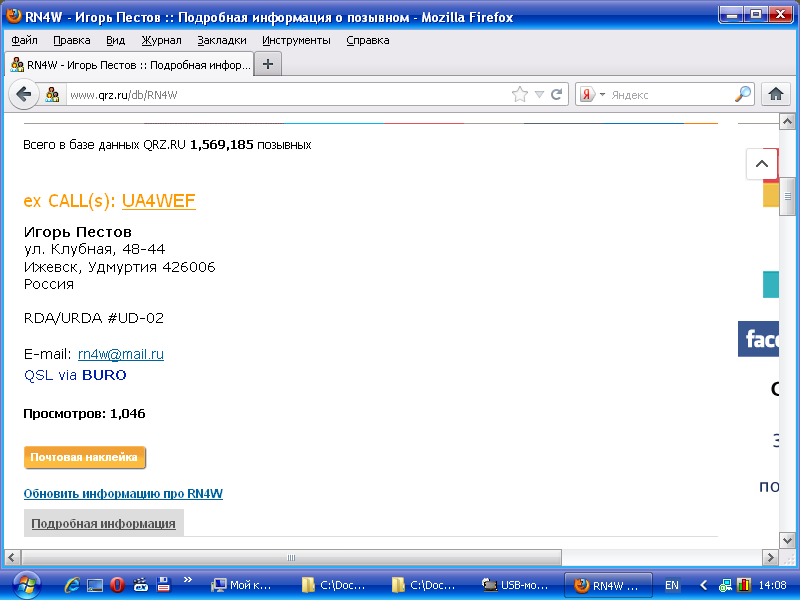 RN4W - Игорь Пестов :: Подробная информация о позывном - Mozilla Firefox
Файл Правка Вид Журнал Закладки Инструменты Справка
RN4W - Игорь Пестов :: Подробная инфор...
www.qrz.ru/db/RN4W
Яндекс
Всего в базе данных QRZ.RU 1,569,185 позывных
ex CALL(s): UA4WEF
Игорь Пестов
ул. Клубная, 48-44
Ижевск, Удмуртия 426006
Россия
RDA/URDA #UD-02
E-mail: rn4w@mail.ru
QSL via BURO
Просмотров: 1,046
Почтовая наклейка
Обновить информацию про RN4W
Подробная информация
fac
по
Мой к... C:\Doc... C:\Doc... USB-мо... RN4W ... EN 14:08